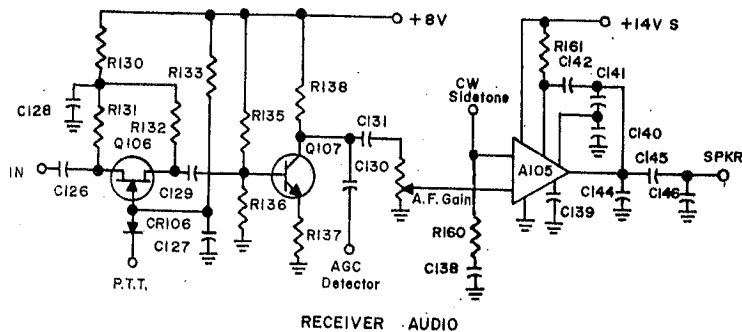 +8V
+14V S
R130
R133
R161
C142
C141
C128
R131
R132
R135
R138
CW
Sidetone
C131
C140
Q106
Q107
C130
IN
C126
C129
A105
C145
SPKR
R136
A.F. Gain
C139
C144
C146
CR106
C127
R137
R160
P.T.T.
AGC
Detector
C138
RECEIVER AUDIO